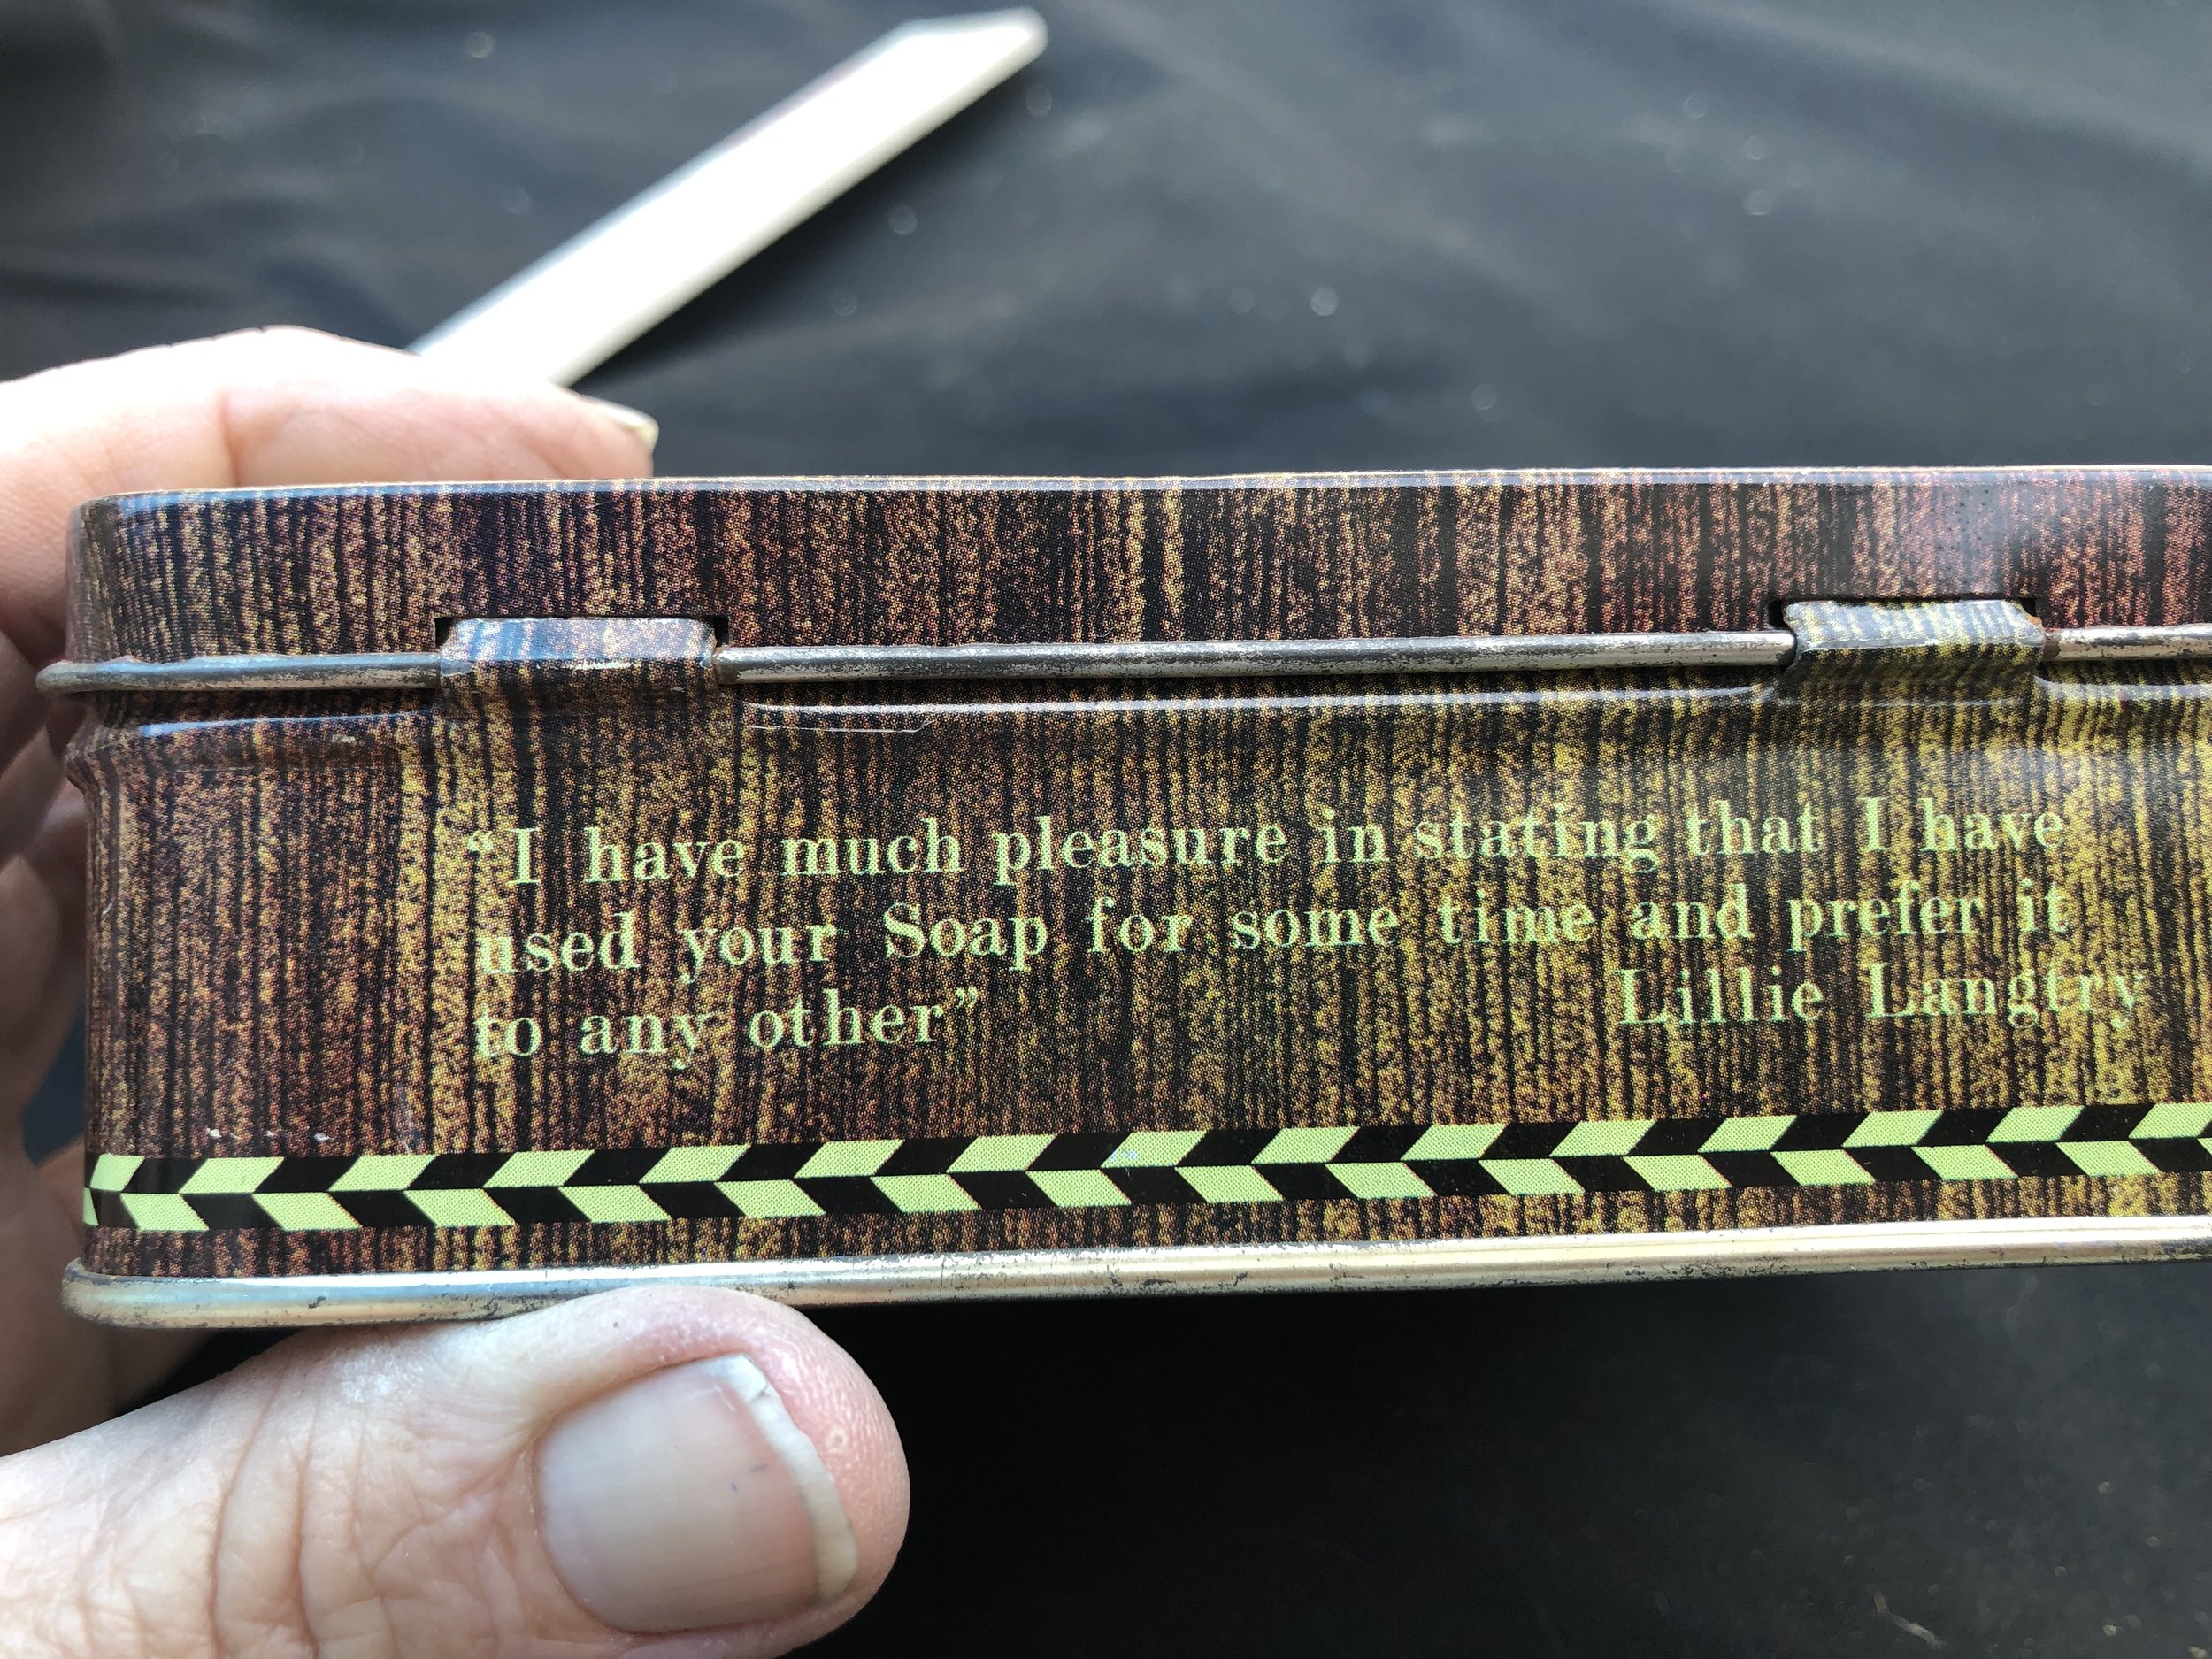 “I have much pleasure in stating that I have
used your Soap for some time and prefer it
to any other”
Lillie Langtry